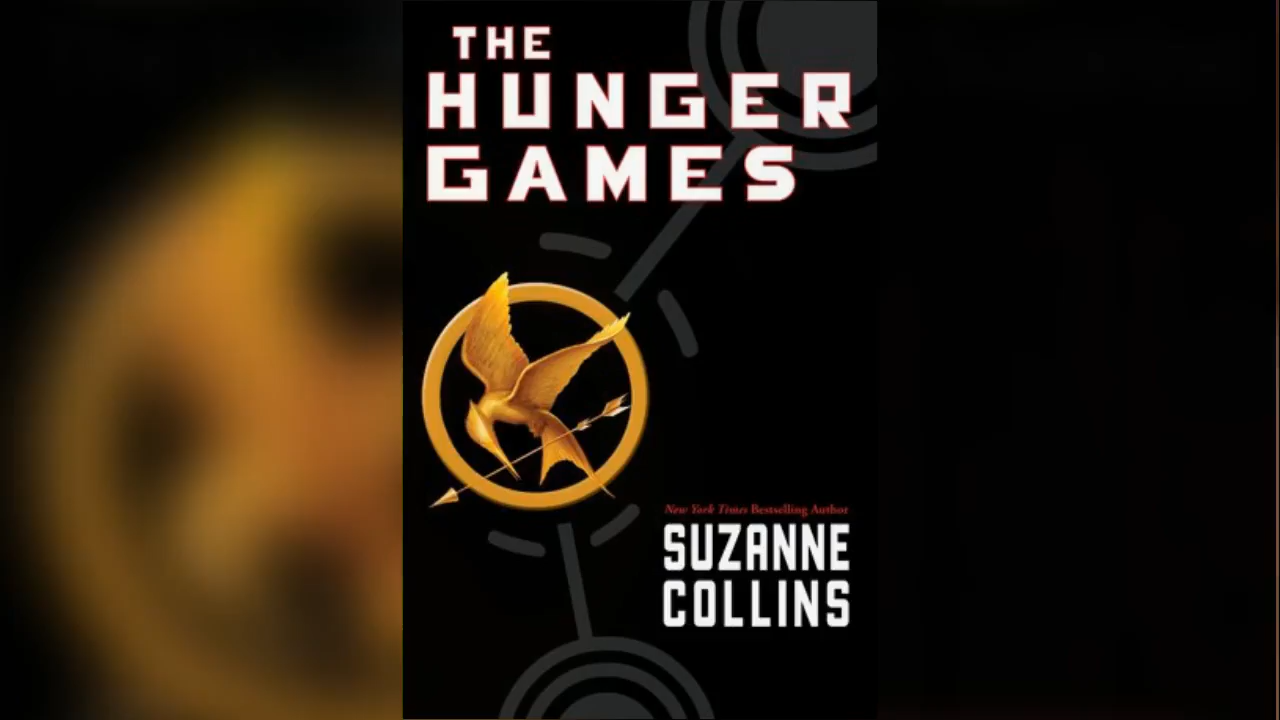 THE
HUNGER
GAMES
New York Times Bestselling Author
SUZANNE
COLLINS